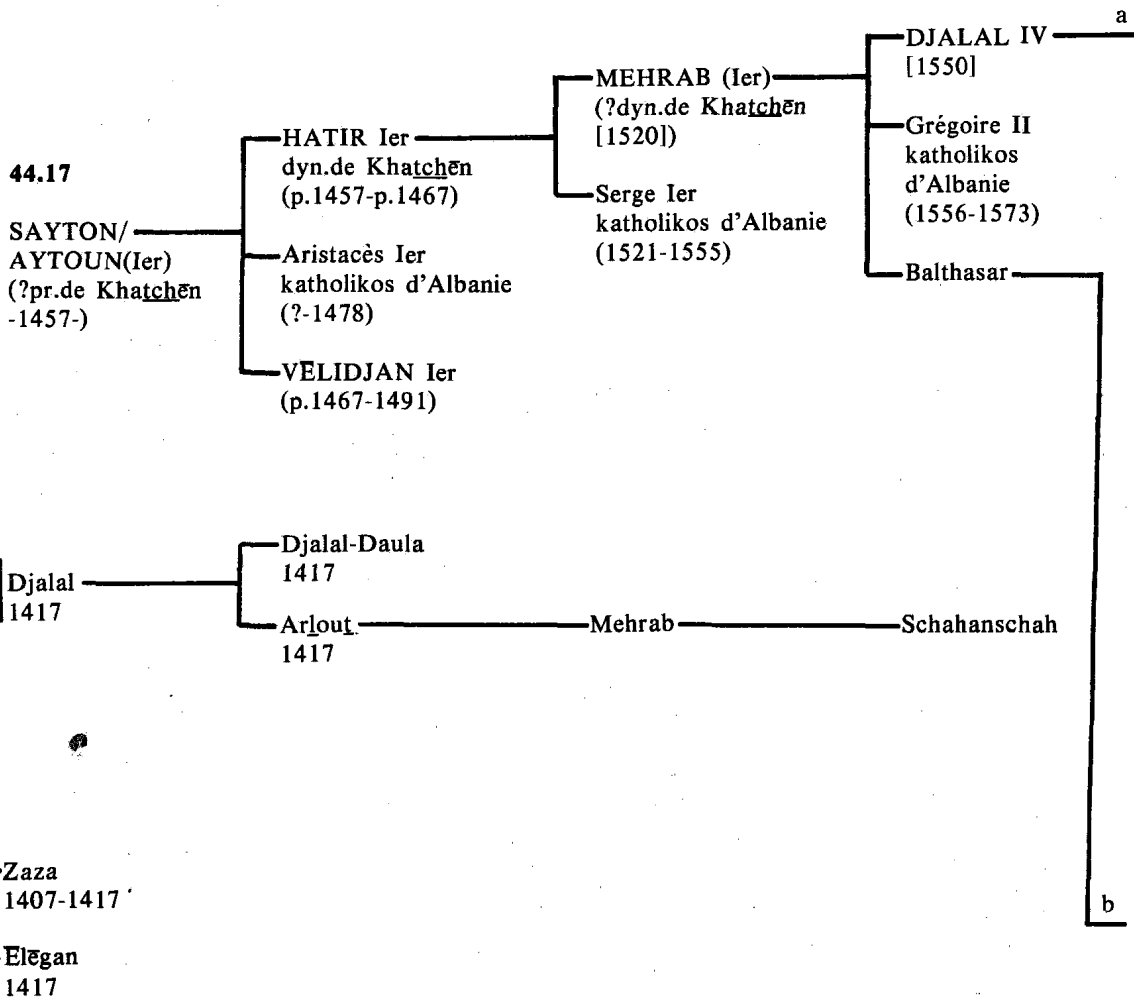 a
DJALAL IV
[1550]
MEHRAB (Ier)
(?dyn.de Khatchēn
[1520])
Grégoire II
katholikos
d'Albanie
(1556-1573)
HATIR Ier
dyn.de Khatchēn
(p.1457-p.1467)
44.17
Serge Ier
katholikos d'Albanie
(1521-1555)
SAYTON/
AYTOUN(Ier)
(?pr.de Khatchēn
-1457-)
Aristacès Ier
katholikos d'Albanie
(?-1478)
Balthasar
VĒLIDJAN Ier
(p.1467-1491)
Djalal-Daula
1417
Djalal
1417
Arlout
1417
Mehrab
Schahanschah
Zaza
1407-1417
b
Ēlēgan
1417